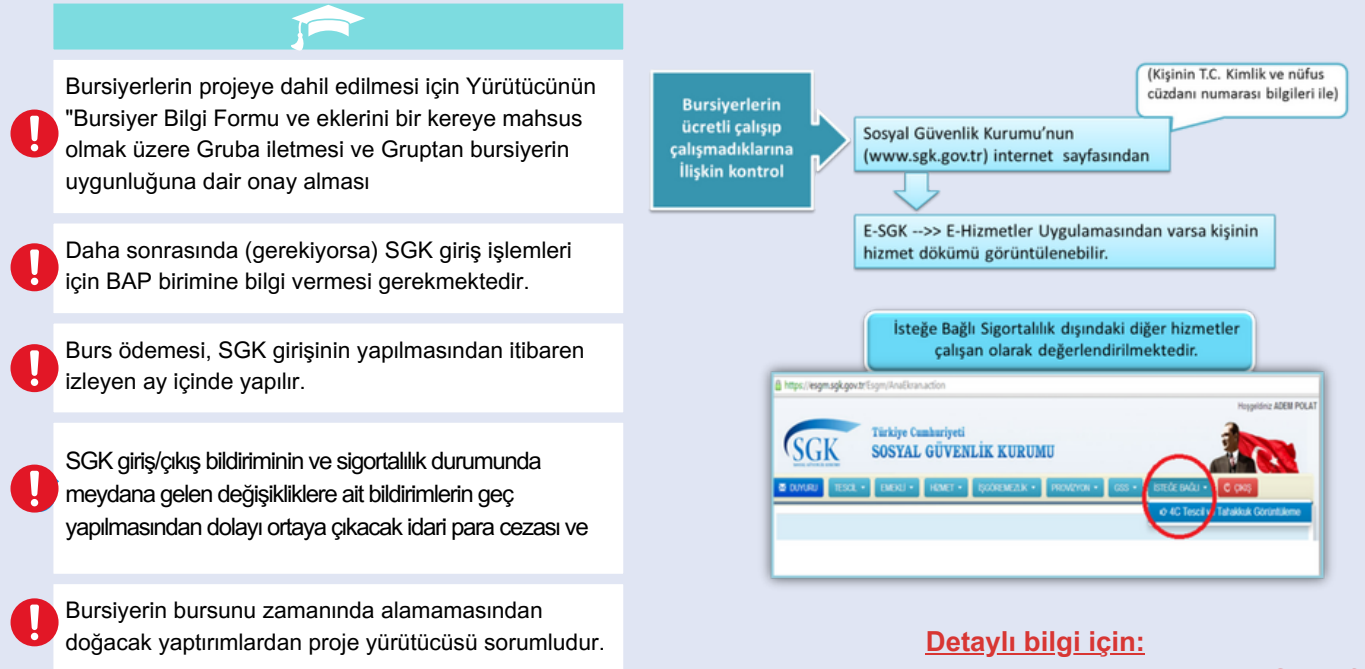 Bursiyerlerin projeye dahil edilmesi için Yürütücünün
"Bursiyer Bilgi Formu ve eklerini bir kereye mahsus
olmak üzere Gruba iletmesi ve Gruptan bursiyerin
uygunluğuna dair onay alması
Daha sonrasında (gerekiyorsa) SGK giriş işlemleri
için BAP birimine bilgi vermesi gerekmektedir.
Burs ödemesi, SGK girişinin yapılmasından itibaren
izleyen ay içinde yapılır.
SGK giriş/çıkış bildiriminin ve sigortalılık durumunda
meydana gelen değişikliklere ait bildirimlerin geç
yapılmasından dolayı ortaya çıkacak idari para cezası ve
Bursiyerin bursunu zamanında alamamasından
doğacak yaptırımlardan proje yürütücüsü sorumludur.
Bursiyerlerin
ücretli çalışıp
çalışmadıklarına
İlişkin kontrol
(Kişinin T.C. Kimlik ve nüfus
cüzdanı numarası bilgileri ile)
Sosyal Güvenlik Kurumu'nun
(www.sgk.gov.tr) internet sayfasından
E-SGK -->> E-Hizmetler Uygulamasından varsa kişinin
hizmet dökümü görüntülenebilir.
İsteğe Bağlı Sigortalılık dışındaki diğer hizmetler
çalışan olarak değerlendirilmektedir.
https://esgm.sgk.gov.tr/Esgm/AnaEkran.action
Hoşgeldiniz ADEM POLAT
SGK
Türkiye Cumhuriyeti
SOSYAL GÜVENLİK KURUMU
DUYURU TESCİL EMEKLİ HİZMET İŞGÖREMEZLİK PROVİZYON GSS İSTEĞE BAĞLI ÇIKIŞ
4C Tescil Tahakkuk Görüntüleme
Detaylı bilgi için: